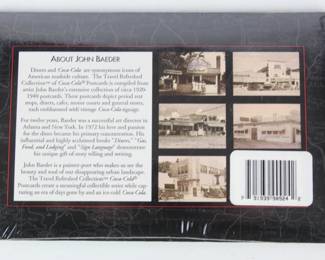 ABOUT JOHN BAEDER
Diners and Coca-Cola are synonymous icons of
American roadside culture. The Travel Refreshed
Collection™ of Coca-Cola® Postcards is compiled from
artist John Baeder's extensive collection of circa 1920-
1940 postcards. These postcards depict period rest
stops, diners, cafes, motor courts and general stores,
each emblazoned with vintage Coca-Cola signage.
For twelve years, Baeder was a successful art director in
Atlanta and New York. In 1972 his love and passion
for the diner became his primary concentration. His
influential and highly acclaimed books "Diners," "Gas,
Food, and Lodging" and "Sign Language" demonstrate
his unique gift of story telling and writing.
John Baeder is a painter-poet who makes us see the
beauty and soul of our disappearing urban landscape.
The Travel Refreshed Collection™ Coca-Cola®
Postcards create a meaningful collectible union while cap-
turing an era of days gone by and an ice-cold Coca-Cola.